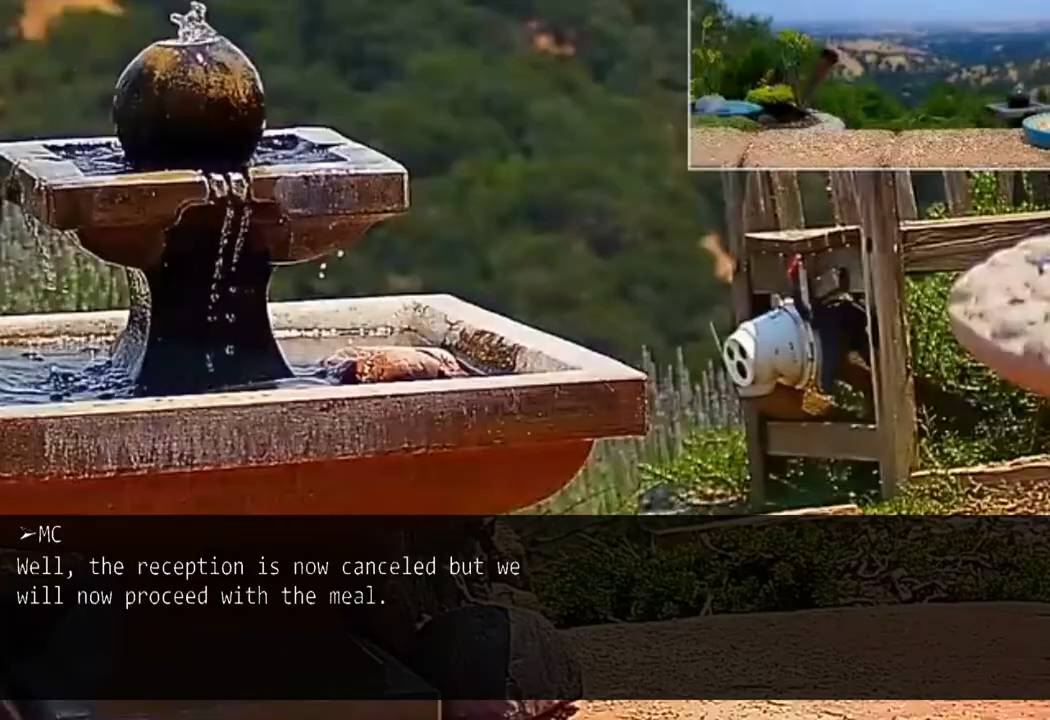 ➢MC
Well, the reception is now canceled but we
will now proceed with the meal.